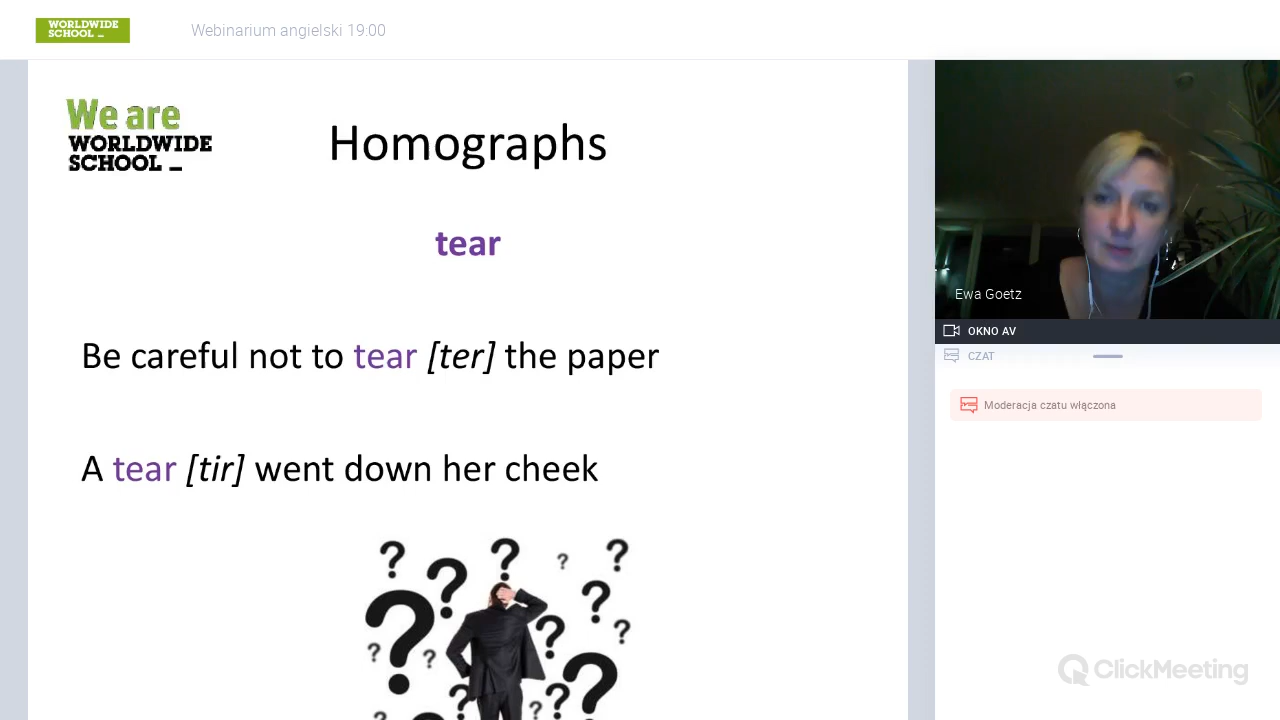 WORLDWIDE
SCHOOL _
Webinarium angielski 19:00
We are
WORLDWIDE
SCHOOL _
Homographs
tear
Be careful not to tear [ter] the paper
A tear [tir] went down her cheek
? ? ? ? ? ? ? ? ? ? ? ? ? ? ? ?
Ewa Goetz
OKNO AV
CZAT
Moderacja czatu włączona
ClickMeeting